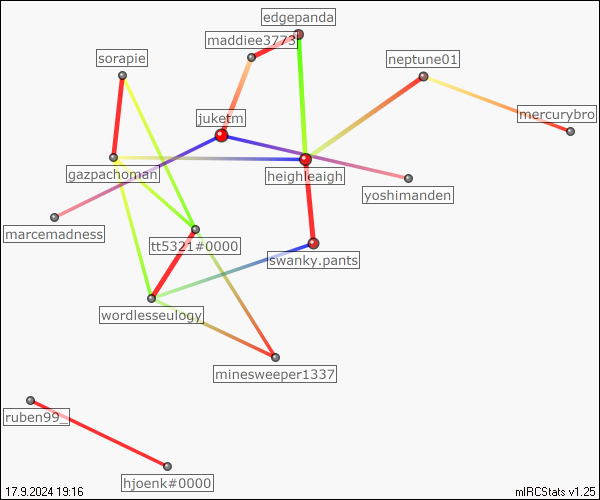 edgepanda
maddiee3773
sorapie
neptune01
mercurybro
juketm
gazpachoman
heighleaigh
yoshimanden
marcemadness
tt5321#0000
swanky.pants
wordlesseulogy
minesweeper1337
ruben99_
hjoenk#0000
17.9.2024 19:16
mIRCStats v1.25